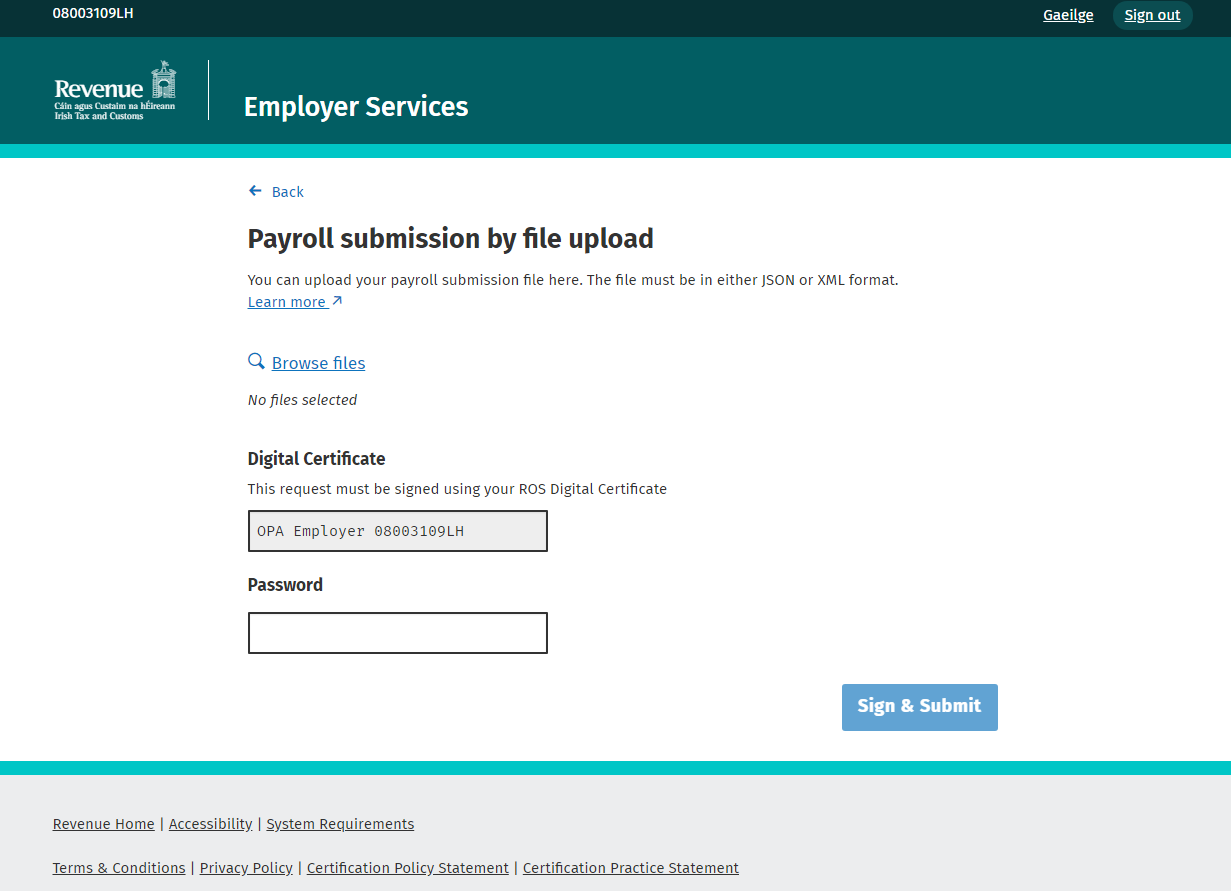 08003109LH
Gaeilge
Sign out
Revenue
Cáin agus Custaim na hÉireann
Irish Tax and Customs
Employer Services
Back
Payroll submission by file upload
You can upload your payroll submission file here. The file must be in either JSON or XML format.
Learn more
Browse files
No files selected
Digital Certificate
This request must be signed using your ROS Digital Certificate
OPA Employer 08003109LH
Password
Sign & Submit
Revenue Home | Accessibility | System Requirements
Terms & Conditions | Privacy Policy | Certification Policy Statement | Certification Practice Statement